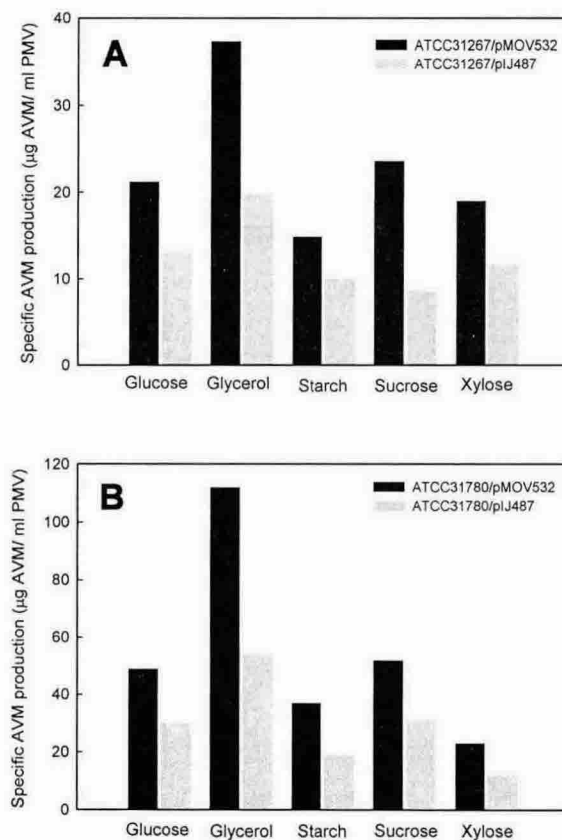 A
ATCC31267/pMOV532
ATCC31267/pIJ487
Specific AVM production (µg AVM/ ml PMV)
40
30
20
10
0
Glucose Glycerol Starch Sucrose Xylose
B
ATCC31780/pMOV532
ATCC31780/pIJ487
Specific AVM production (µg AVM/ ml PMV)
120
100
80
60
40
20
0
Glucose Glycerol Starch Sucrose Xylose